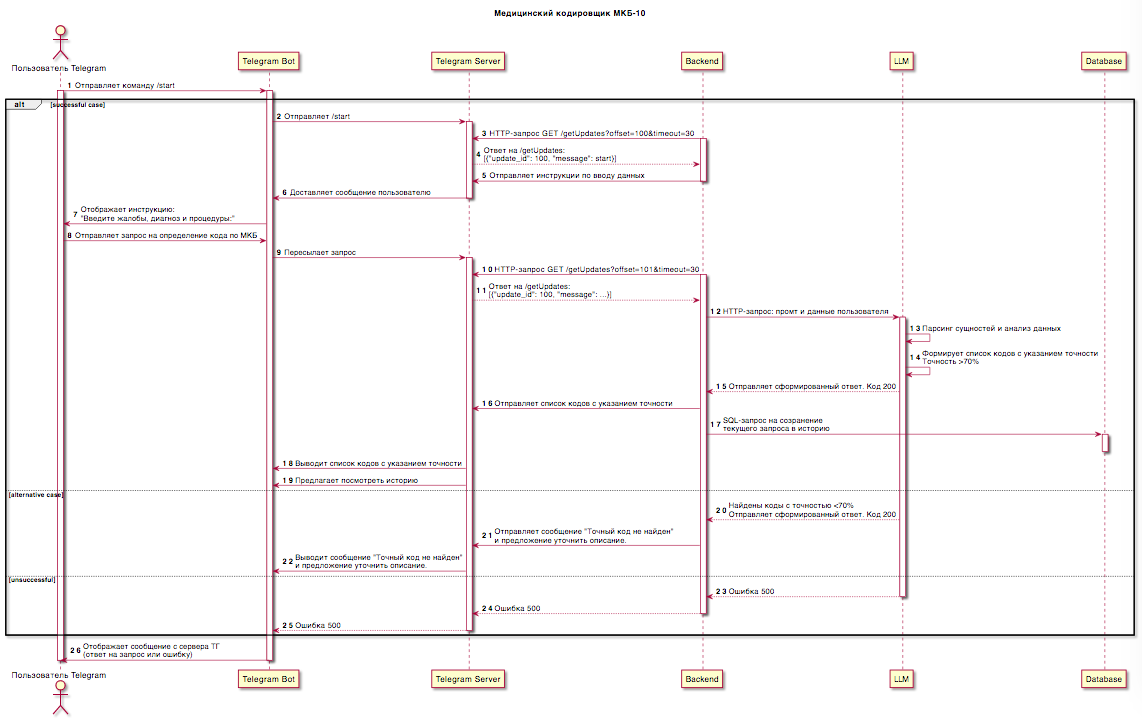 Медицинский кодировщик МКБ-10
Пользователь Telegram
Telegram Bot
Telegram Server
Backend
LLM
Database
1 Отправляет команду /start
alt
[successful case]
2 Отправляет /start
3 HTTP-запрос GET /getUpdates?offset=100&timeout=30
4 Ответ на /getUpdates:
[{"update_id": 100, "message": start}]
5 Отправляет инструкции по вводу данных
6 Доставляет сообщение пользователю
7 Отображает инструкцию:
"Введите жалобы, диагноз и процедуры:"
8 Отправляет запрос на определение кода по МКБ
9 Пересылает запрос
10 HTTP-запрос GET /getUpdates?offset=101&timeout=30
11 Ответ на /getUpdates:
[{"update_id": 100, "message": ...}]
12 HTTP-запрос: промт и данные пользователя
13 Парсинг сущностей и анализ данных
14 Формирует список кодов с указанием точности
Точность >70%
15 Отправляет сформированный ответ. Код 200
16 Отправляет список кодов с указанием точности
17 SQL-запрос на созранение
текущего запроса в историю
18 Выводит список кодов с указанием точности
19 Предлагает посмотреть историю
[alternative case]
20 Найдены коды с точностью <70%
Отправляет сформированный ответ. Код 200
21 Отправляет сообщение "Точный код не найден"
и предложение уточнить описание.
22 Выводит сообщение "Точный код не найден"
и предложение уточнить описание.
[unsuccessful]
23 Ошибка 500
24 Ошибка 500
25 Ошибка 500
26 Отображает сообщение с сервера ТГ
(ответ на запрос или ошибку)
Пользователь Telegram
Telegram Bot
Telegram Server
Backend
LLM
Database